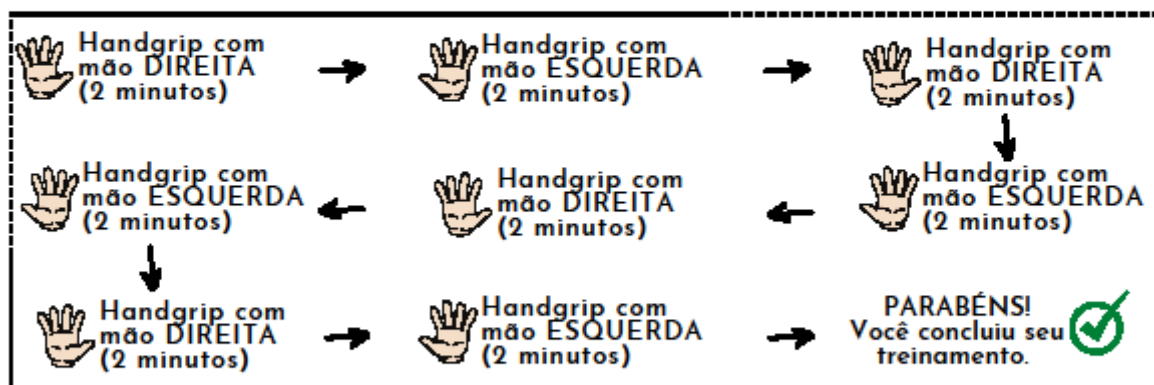 Handgrip com
mão DIREITA
(2 minutos)
Handgrip com
mão ESQUERDA
(2 minutos)
Handgrip com
mão DIREITA
(2 minutos)
Handgrip com
mão ESQUERDA
(2 minutos)
Handgrip com
mão DIREITA
(2 minutos)
Handgrip com
mão ESQUERDA
(2 minutos)
Handgrip com
mão DIREITA
(2 minutos)
Handgrip com
mão ESQUERDA
(2 minutos)
PARABÉNS!
Você concluiu seu
treinamento.